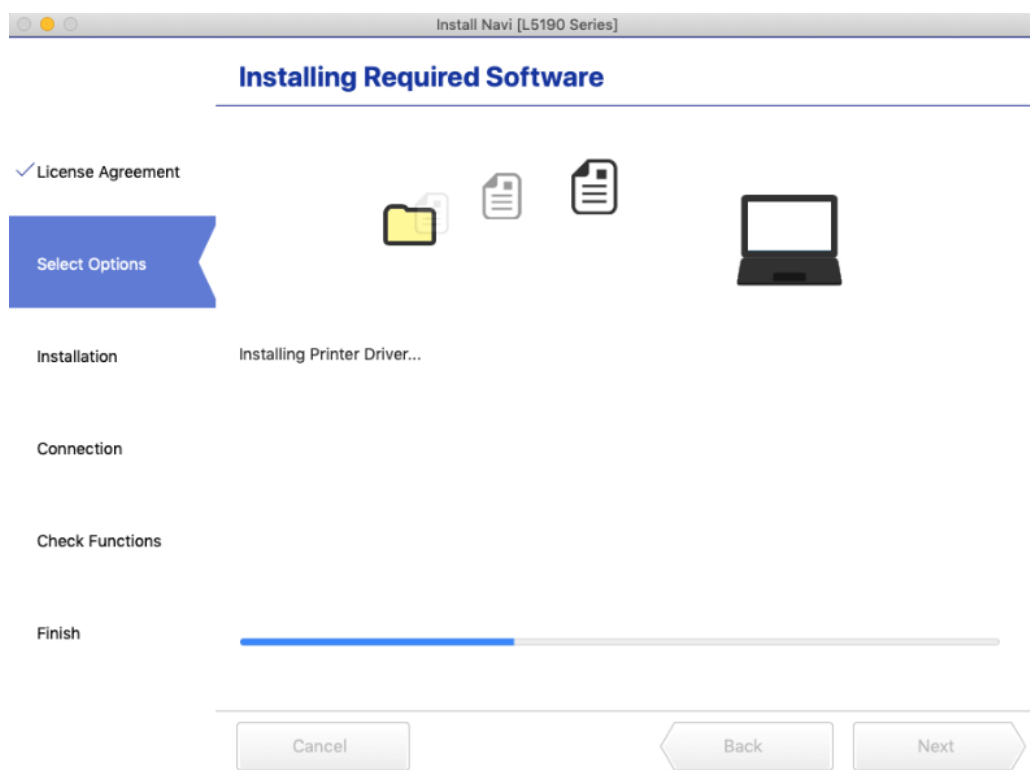 Install Navi [L5190 Series]
Installing Required Software
License Agreement
Select Options
Installation
Installing Printer Driver...
Connection
Check Functions
Finish
Cancel
Back
Next